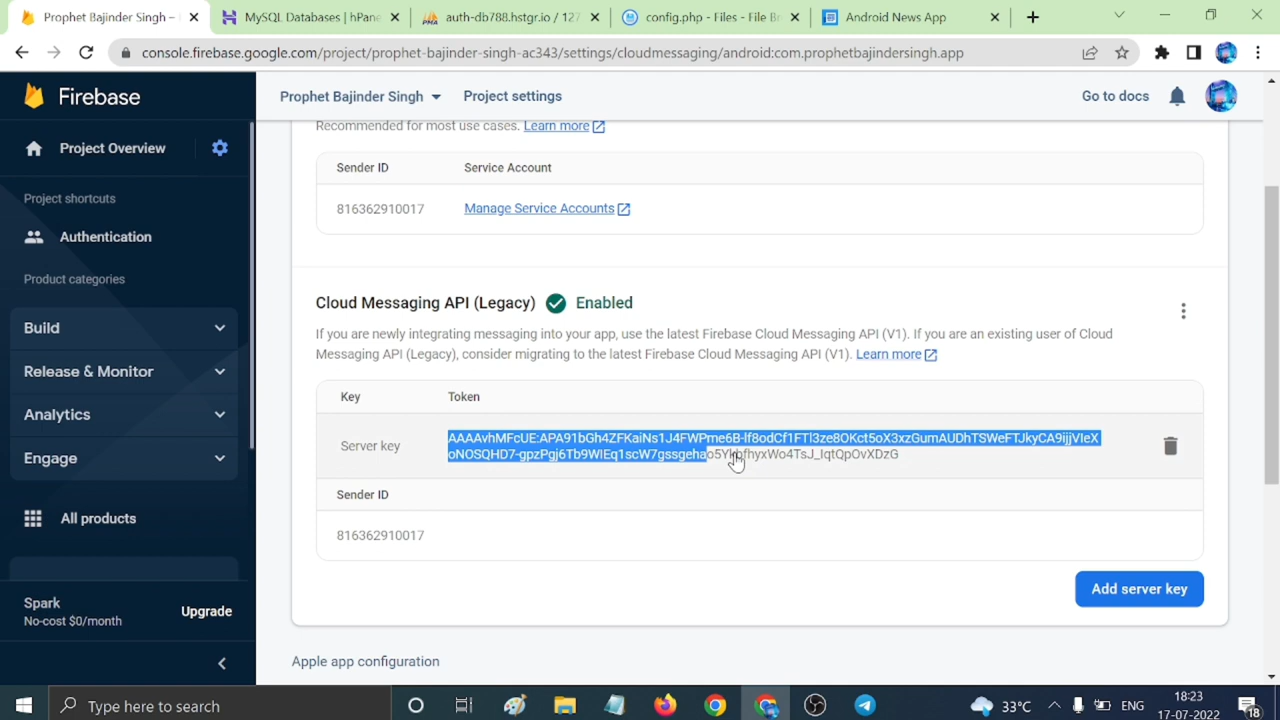 Prophet Bajinder Singh –
MySQL Databases | hPane
auth-db788.hstgr.io / 127
config.php - Files - File Br
Android News App
console.firebase.google.com/project/prophet-bajinder-singh-ac343/settings/cloudmessaging/android:com.prophetbajindersingh.app
Firebase
Prophet Bajinder Singh
Project settings
Go to docs
Project Overview
Project shortcuts
Authentication
Product categories
Build
Release & Monitor
Analytics
Engage
All products
Spark
No-cost $0/month
Upgrade
Recommended for most use cases. Learn more
Sender ID Service Account
816362910017 Manage Service Accounts
Cloud Messaging API (Legacy) Enabled
If you are newly integrating messaging into your app, use the latest Firebase Cloud Messaging API (V1). If you are an existing user of Cloud
Messaging API (Legacy), consider migrating to the latest Firebase Cloud Messaging API (V1). Learn more
Key Token
Server key
Sender ID
816362910017
Add server key
Apple app configuration
Type here to search
33°C
ENG
18:23
17-07-2022
18